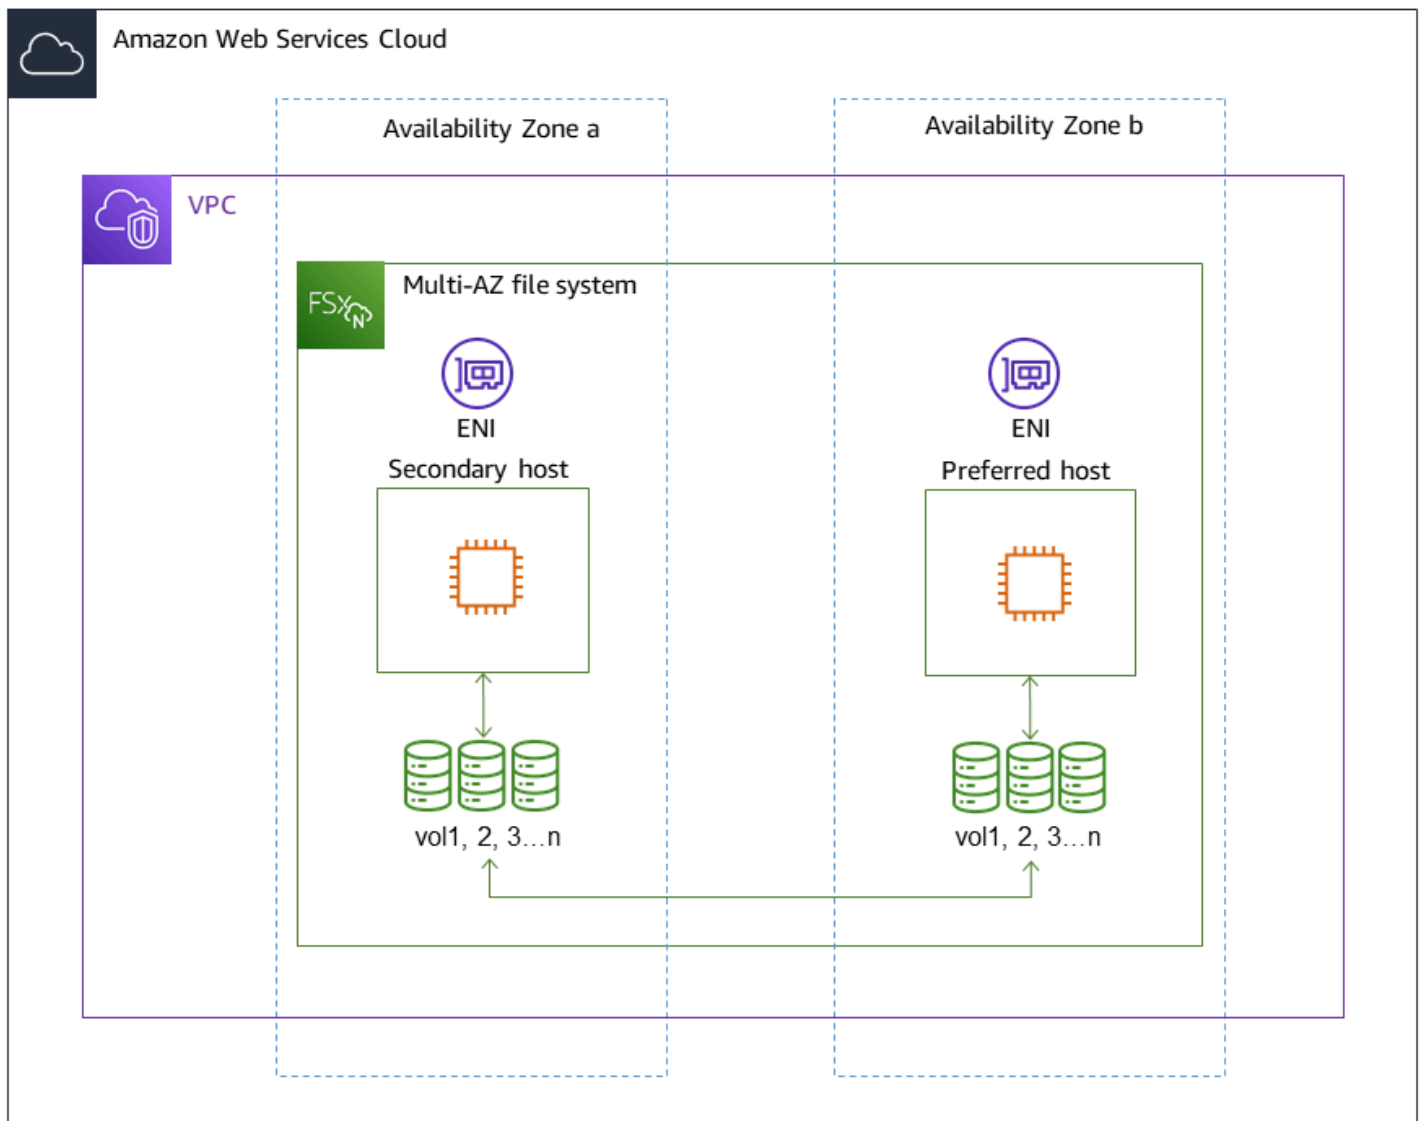 Amazon Web Services Cloud
Availability Zone a
Availability Zone b
VPC
FSx N
Multi-AZ file system
ENI
ENI
Secondary host
Preferred host
vol1, 2, 3...n
vol1, 2, 3...n